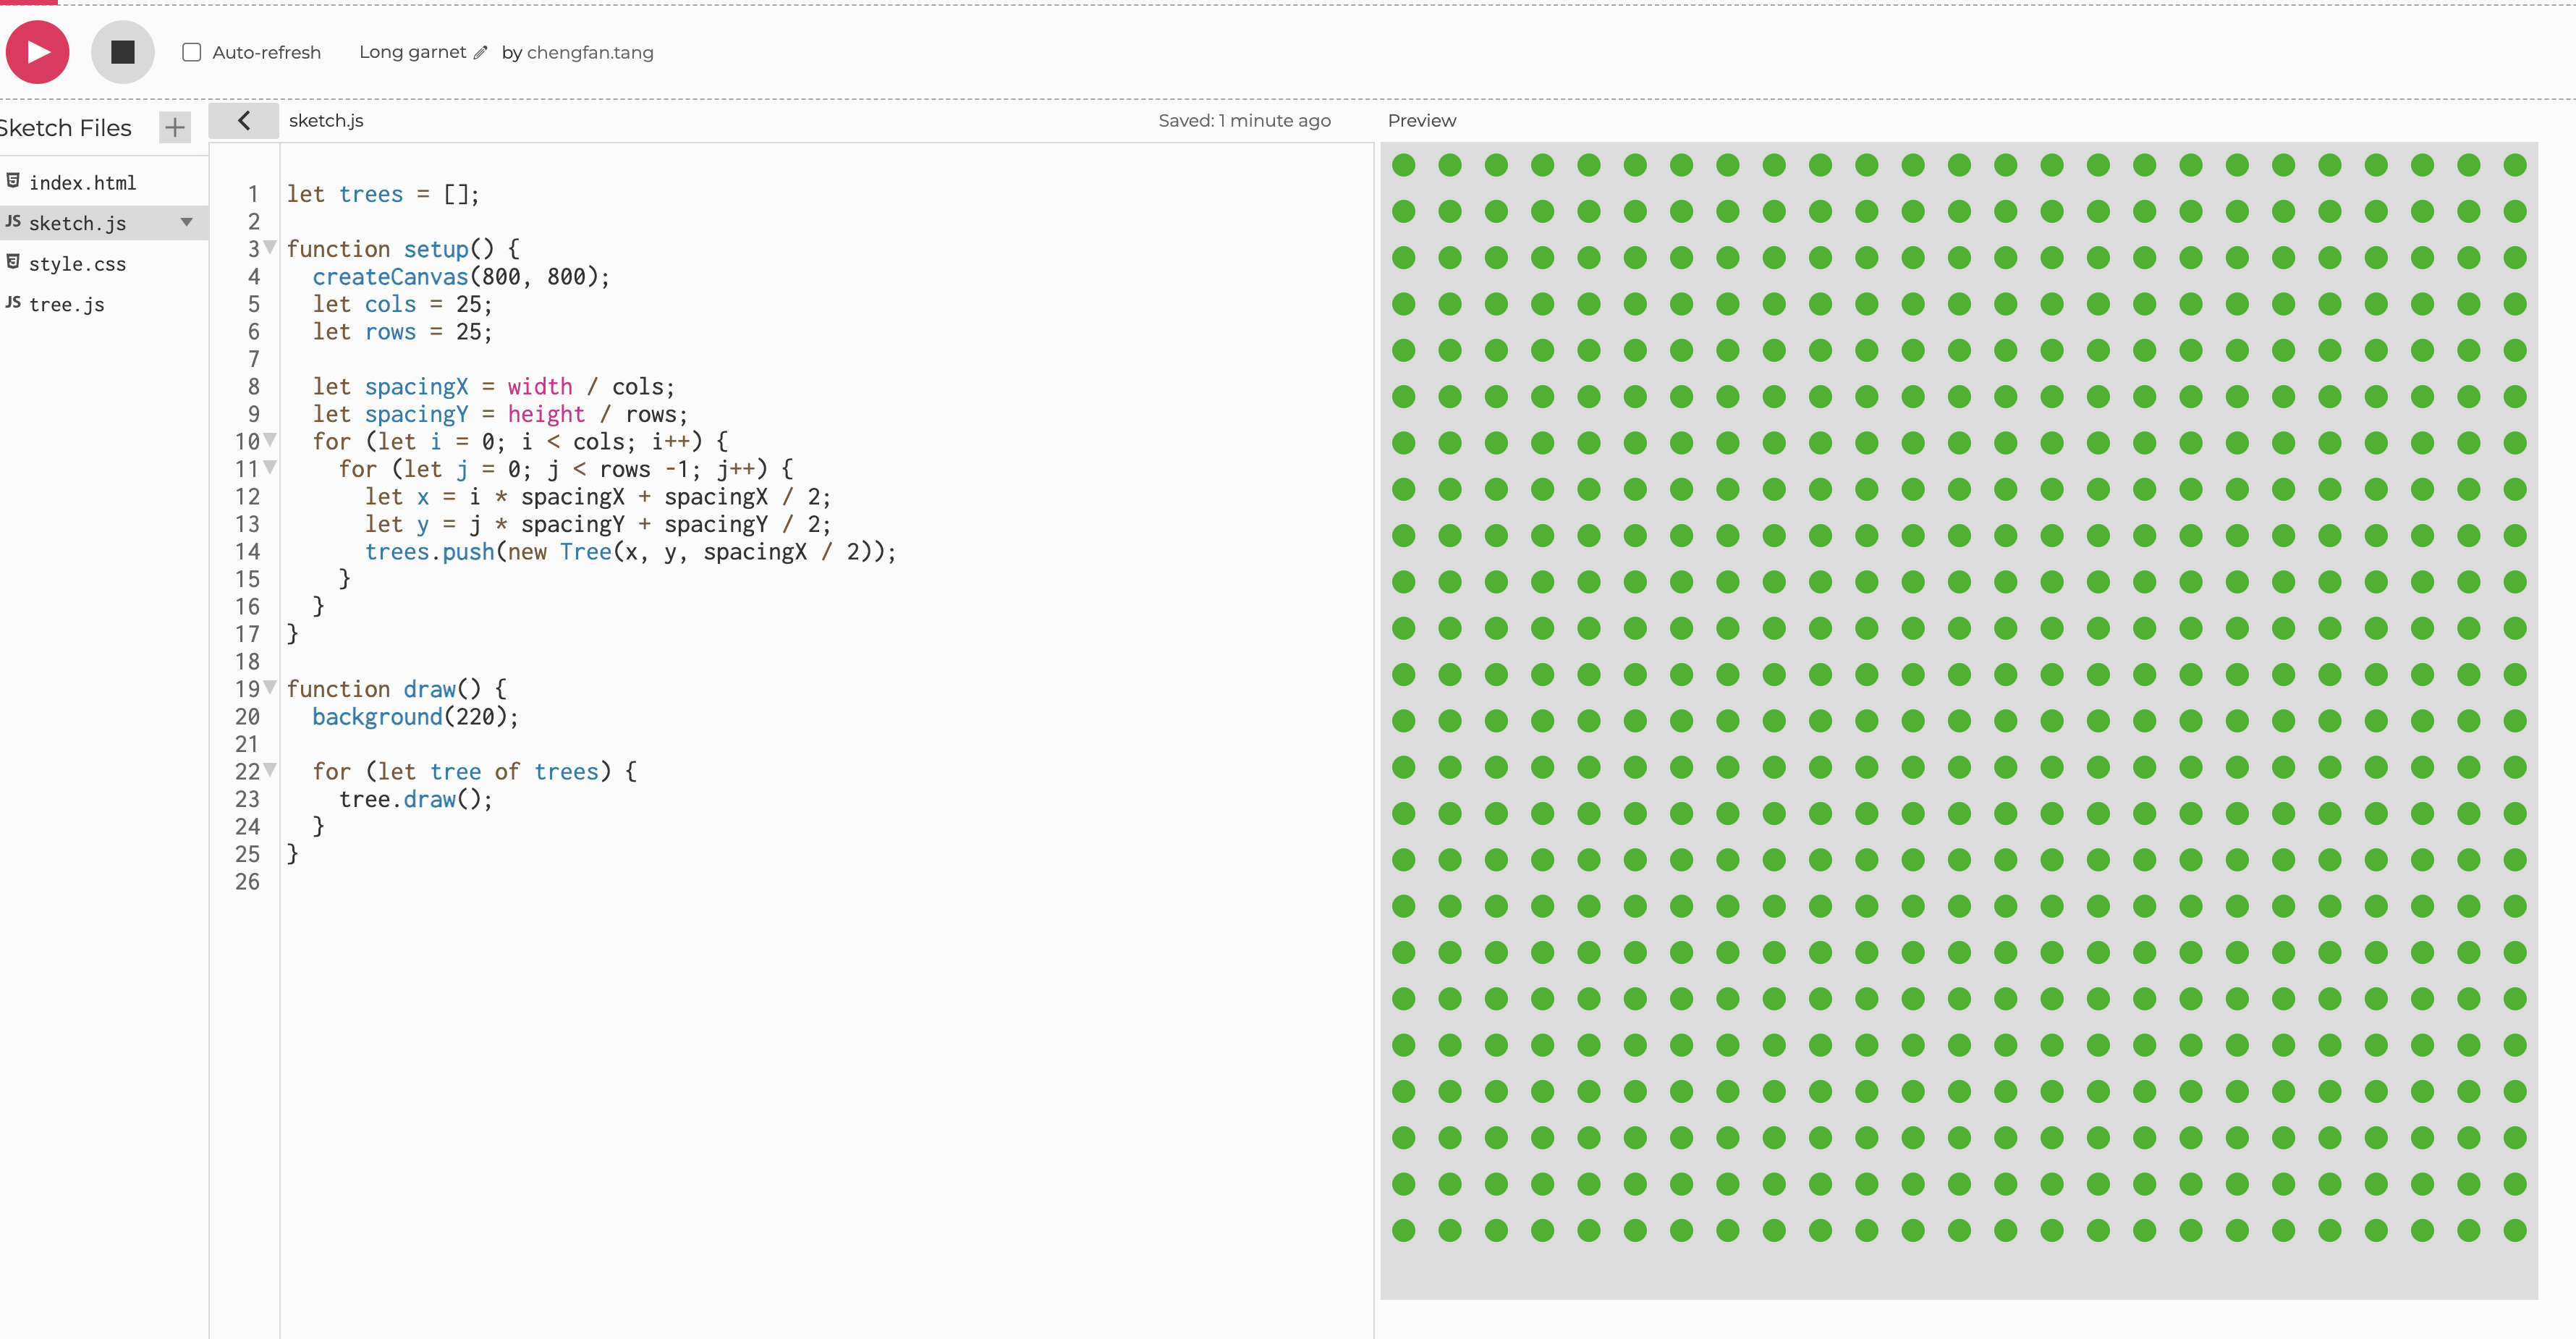 Auto-refresh Long garnet by chengfan.tang
Sketch Files
sketch.js Saved: 1 minute ago Preview
index.html
JS sketch.js
style.css
JS tree.js
1 let trees = [];
2
3 function setup() {
4 createCanvas(800, 800);
5 let cols = 25;
6 let rows = 25;
7
8 let spacingX = width / cols;
9 let spacingY = height / rows;
10 for (let i = 0; i < cols; i++) {
11 for (let j = 0; j < rows -1; j++) {
12 let x = i * spacingX + spacingX / 2;
13 let y = j * spacingY + spacingY / 2;
14 trees.push(new Tree(x, y, spacingX / 2));
15 }
16 }
17 }
18
19 function draw() {
20 background(220);
21
22 for (let tree of trees) {
23 tree.draw();
24 }
25 }
26